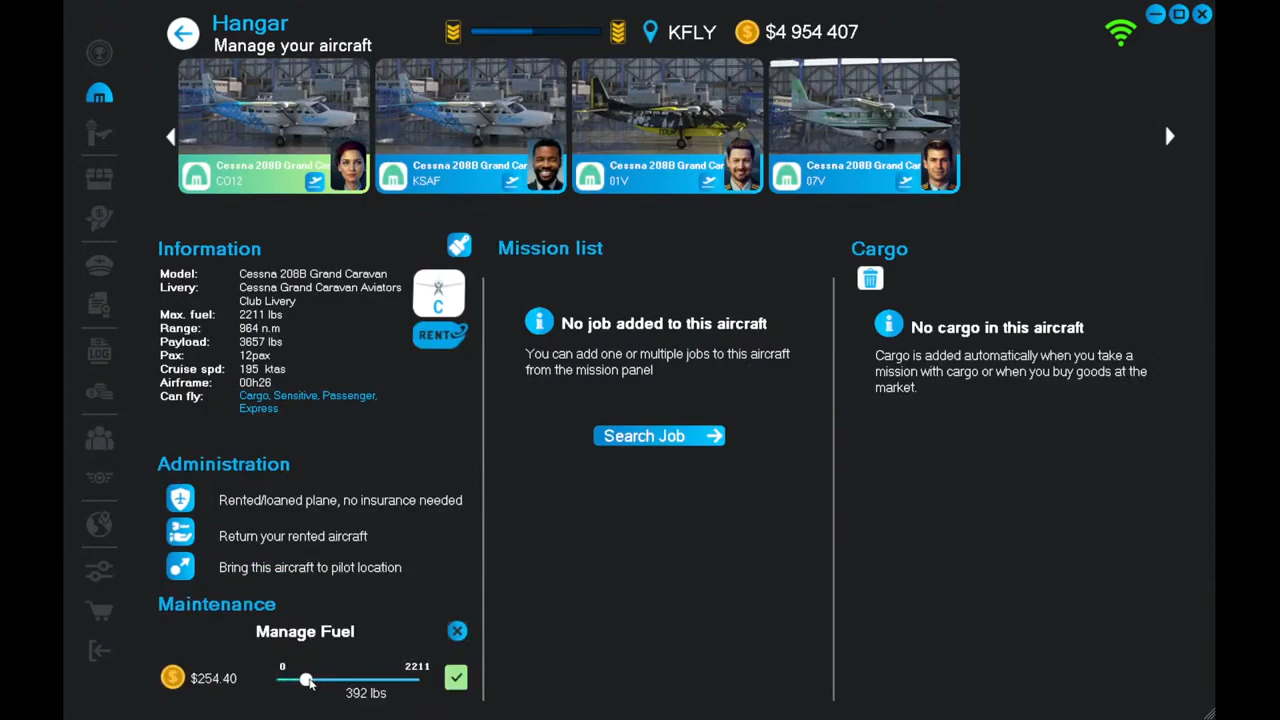 Hangar
Manage your aircraft
KFLY
$4 954 407
Cessna 208B Grand Car
CO12
Cessna 208B Grand Car
KSAF
Cessna 208B Grand Car
01V
Cessna 208B Grand Car
07V
Information
Model: Cessna 208B Grand Caravan
Livery: Cessna Grand Caravan Aviators
Club Livery
Max. fuel: 2211 lbs
Range: 964 n.m
Payload: 3657 lbs
Pax: 12pax
Cruise spd: 195 ktas
Airframe: 00h26
Can fly: Cargo, Sensitive, Passenger,
Express
C
RENT
Administration
Rented/loaned plane, no insurance needed
Return your rented aircraft
Bring this aircraft to pilot location
Maintenance
Manage Fuel
0 2211
$254.40
392 lbs
Mission list
No job added to this aircraft
You can add one or multiple jobs to this aircraft
from the mission panel
Search Job
Cargo
No cargo in this aircraft
Cargo is added automatically when you take a
mission with cargo or when you buy goods at the
market.
LOG